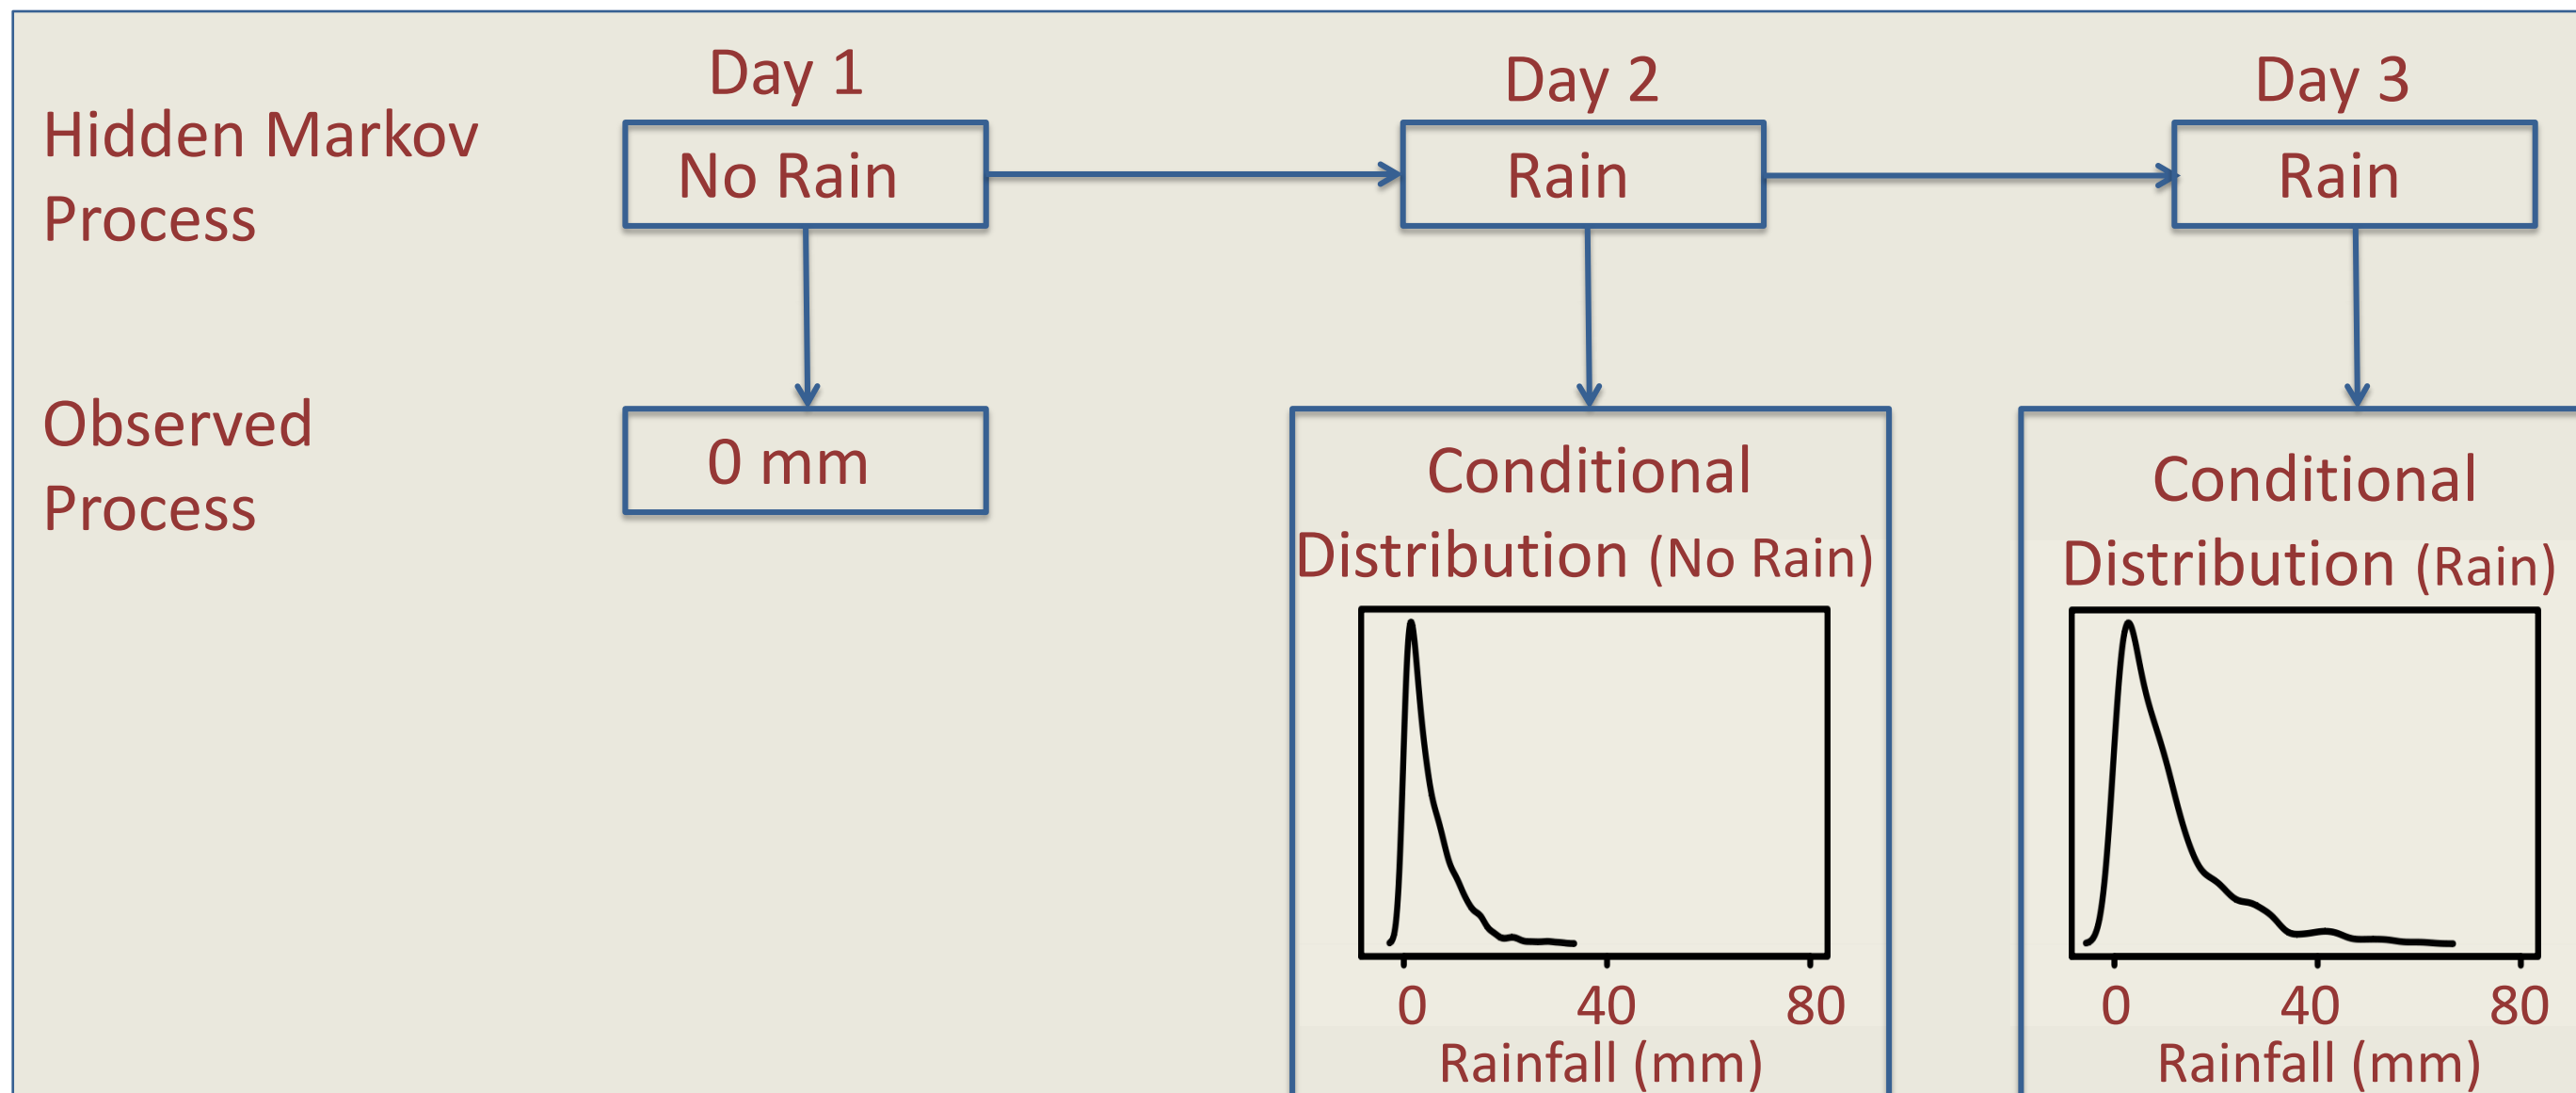 Day 1
Day 2
Day 3
Hidden Markov
Process
No Rain
Rain
Rain
Observed
Process
0 mm
Conditional
Distribution (No Rain)
0 40 80
Rainfall (mm)
Conditional
Distribution (Rain)
0 40 80
Rainfall (mm)